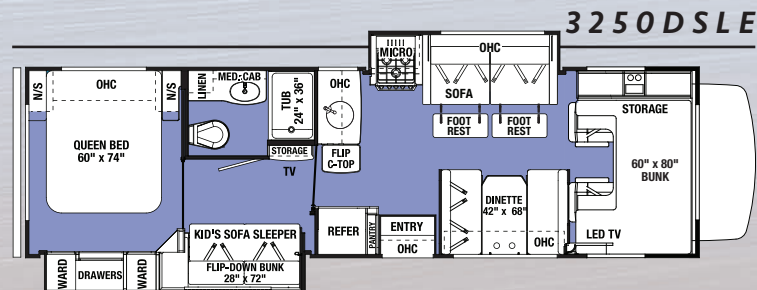 3250DSLE
N/S
OHC
N/S
QUEEN BED
60" x 74"
LINEN
MED. CAB
TUB
24" x 36"
STORAGE
TV
OHC
FLIP
C-TOP
MICRO
OHC
SOFA
FOOT
REST
FOOT
REST
STORAGE
60" x 80"
BUNK
LED TV
KID'S SOFA SLEEPER
FLIP-DOWN BUNK
28" x 72"
WARD
DRAWERS
WARD
REFER
PANTRY
ENTRY
OHC
DINETTE
42" x 68"
OHC